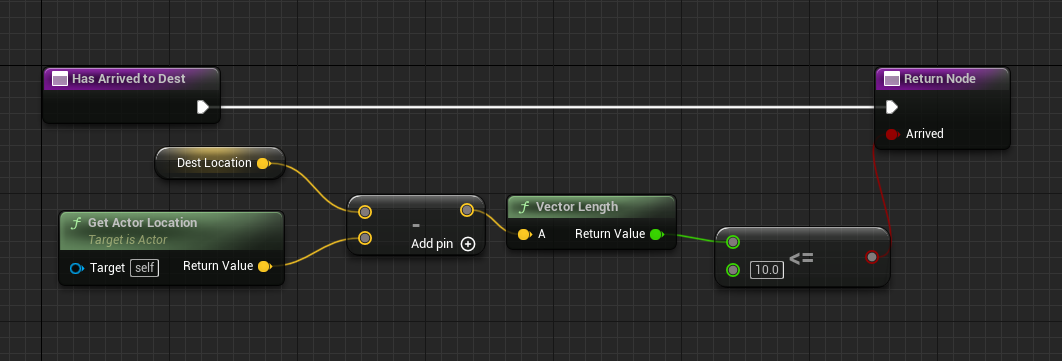 Has Arrived to Dest
Return Node
Arrived
Dest Location
Get Actor Location
Target is Actor
Target self
Return Value
-
Add pin
f Vector Length
A
Return Value
10.0
<=